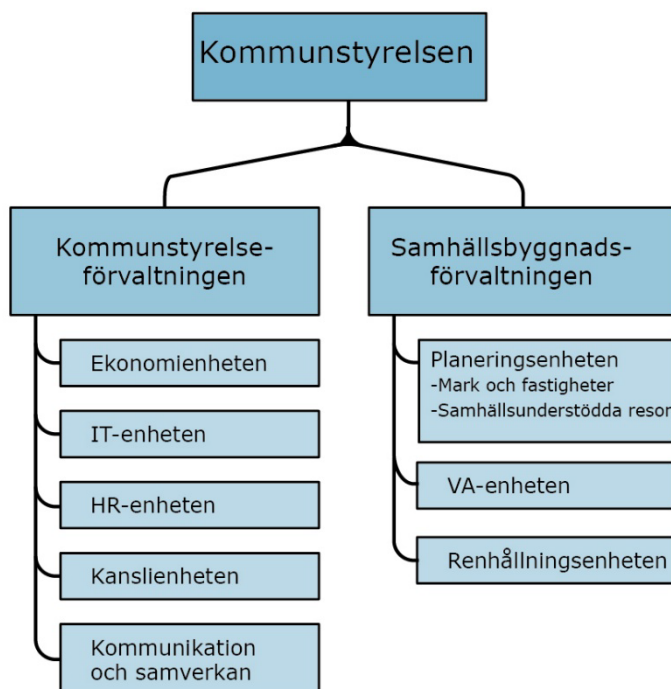 Kommunstyrelsen
Kommunstyrelse-
förvaltningen
Ekonomienheten
IT-enheten
HR-enheten
Kanslienheten
Kommunikation
och samverkan
Samhällsbyggnads-
förvaltningen
Planeringsenheten
-Mark och fastigheter
-Samhällsunderstödda resor
VA-enheten
Renhållningsenheten